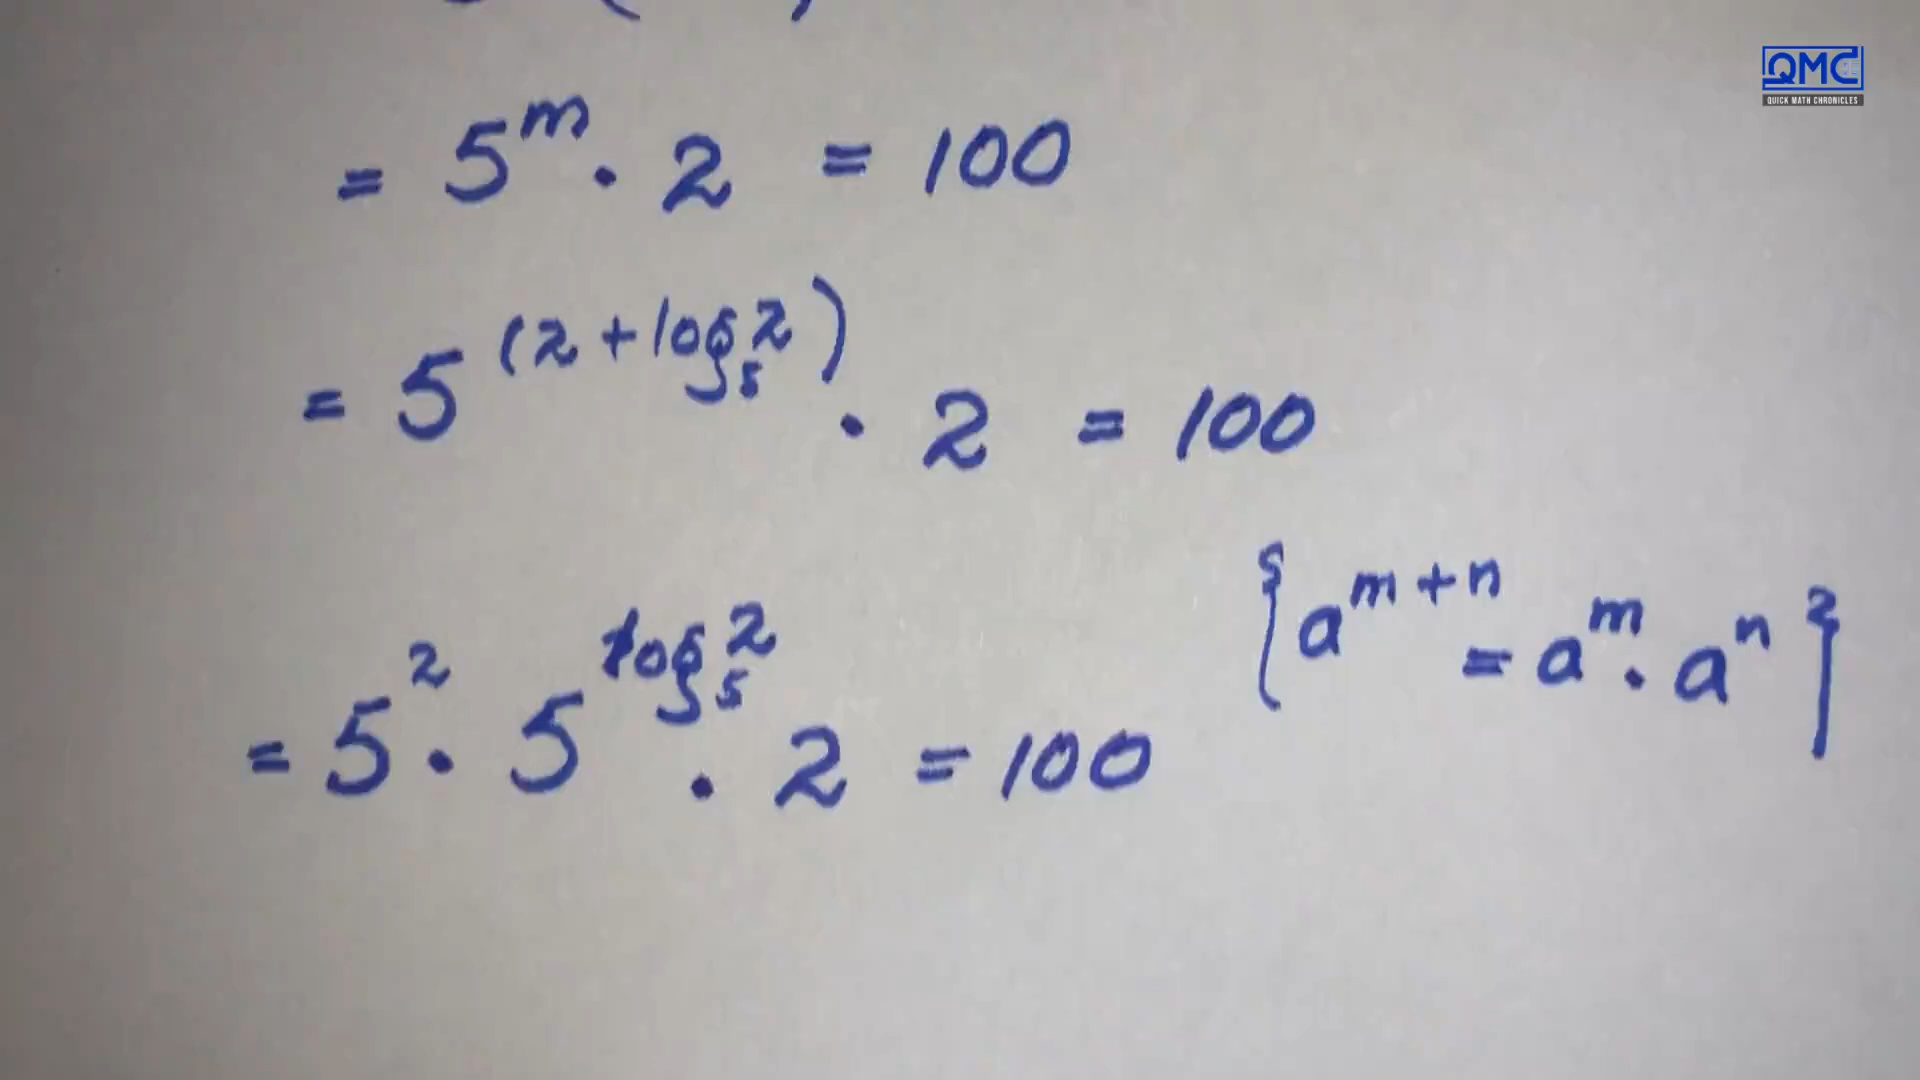 QMC
QUICK MATH CHRONICLES
= 5^m · 2 = 100
= 5^(2 + log_5 2) · 2 = 100
{a^(m+n) = a^m · a^n}
= 5^2 · 5^(log_5 2) · 2 = 100